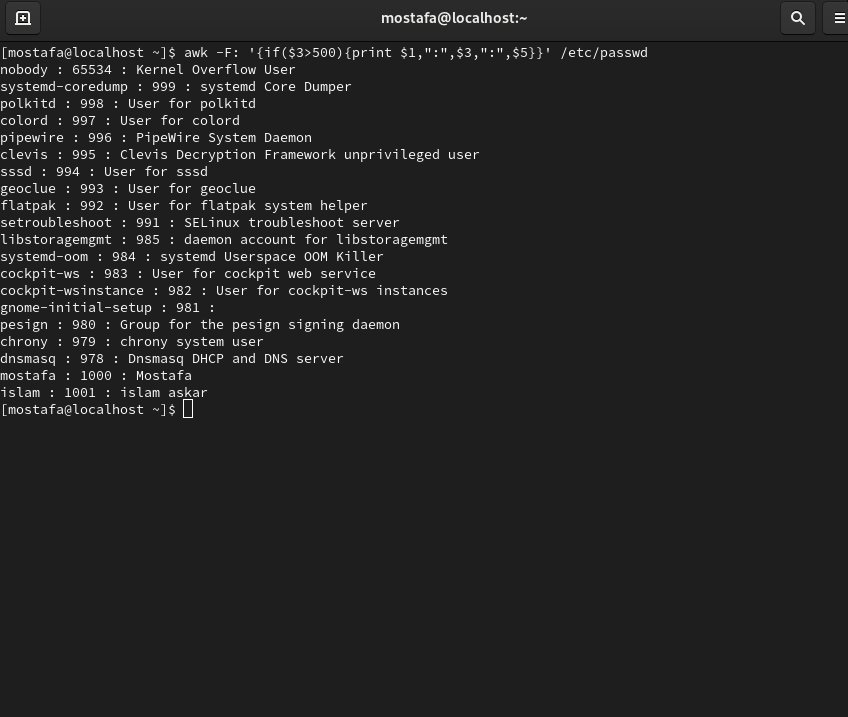 mostafa@localhost:~
[mostafa@localhost ~]$ awk -F: '{if($3>500){print $1,":",$3,":",$5}}' /etc/passwd
nobody : 65534 : Kernel Overflow User
systemd-coredump : 999 : systemd Core Dumper
polkitd : 998 : User for polkitd
colord : 997 : User for colord
pipewire : 996 : PipeWire System Daemon
clevis : 995 : Clevis Decryption Framework unprivileged user
sssd : 994 : User for sssd
geoclue : 993 : User for geoclue
flatpak : 992 : User for flatpak system helper
setroubleshoot : 991 : SELinux troubleshoot server
libstoragemgmt : 985 : daemon account for libstoragemgmt
systemd-oom : 984 : systemd Userspace OOM Killer
cockpit-ws : 983 : User for cockpit web service
cockpit-wsinstance : 982 : User for cockpit-ws instances
gnome-initial-setup : 981 :
pesign : 980 : Group for the pesign signing daemon
chrony : 979 : chrony system user
dnsmasq : 978 : Dnsmasq DHCP and DNS server
mostafa : 1000 : Mostafa
islam : 1001 : islam askar
[mostafa@localhost ~]$